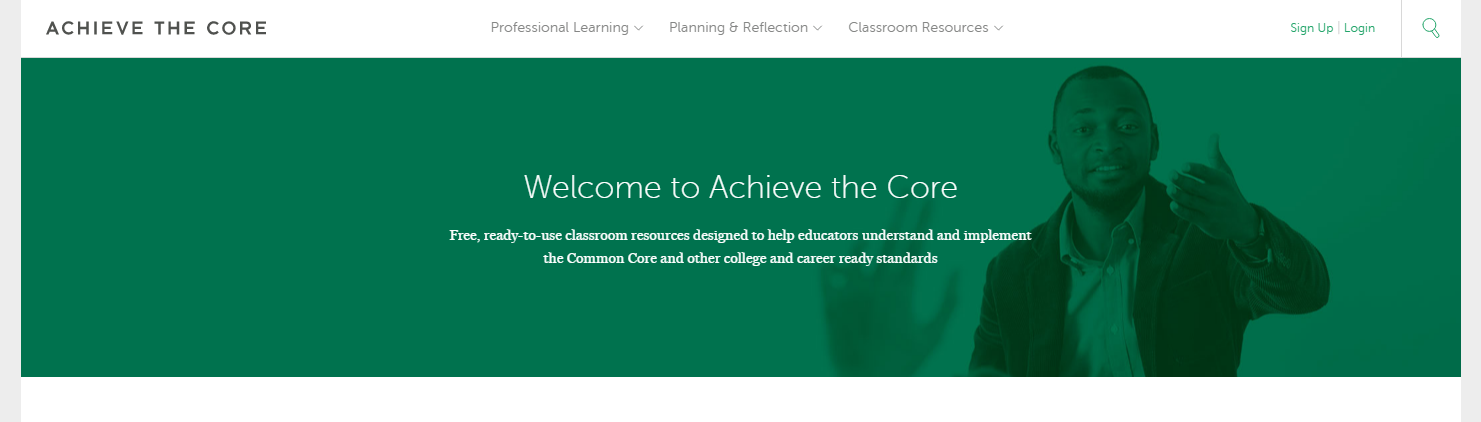 ACHIEVE THE CORE
Professional Learning
Planning & Reflection
Classroom Resources
Sign Up | Login
Welcome to Achieve the Core
Free, ready-to-use classroom resources designed to help educators understand and implement
the Common Core and other college and career ready standards